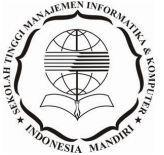 SEKOLAH TINGGI MANAJEMEN INFORMATIKA & KOMPUTER
INDONESIA MANDIRI